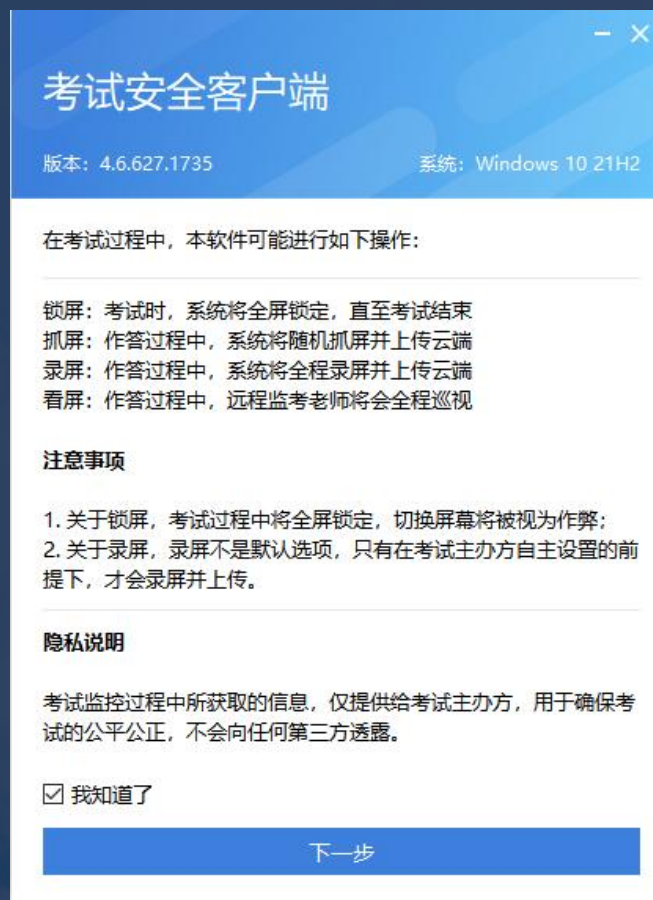 考试安全客户端
版本：4.6.627.1735
系统：Windows 10 21H2
在考试过程中，本软件可能进行如下操作：
锁屏：考试时，系统将全屏锁定，直至考试结束
抓屏：作答过程中，系统将随机抓屏并上传云端
录屏：作答过程中，系统将全程录屏并上传云端
看屏：作答过程中，远程监考老师将会全程巡视
注意事项
1. 关于锁屏，考试过程中将全屏锁定，切换屏幕将被视为作弊；
2. 关于录屏，录屏不是默认选项，只有在考试主办方自主设置的前
提下，才会录屏并上传。
隐私说明
考试监控过程中所获取的信息，仅提供给考试主办方，用于确保考
试的公平公正，不会向任何第三方透露。
我知道了
下一步